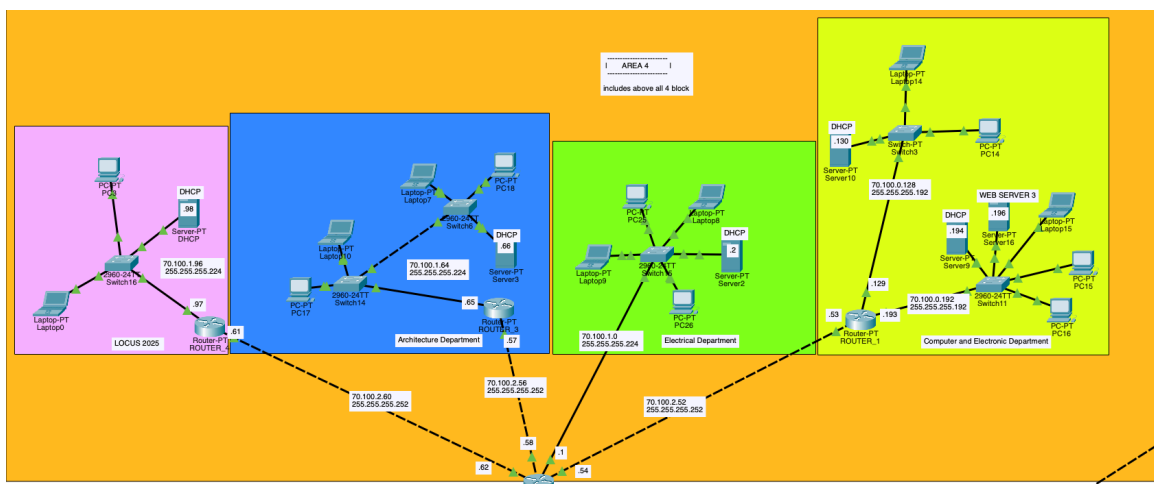 ------------------------
I AREA 4 I
------------------------
includes above all 4 block
PC-PT
PC3
DHCP
.98
Server-PT
DHCP
70.100.1.96
255.255.255.224
2960-24TT
Switch16
.97
Laptop-PT
Laptop0
Router-PT
ROUTER_4
.61
LOCUS 2025
Laptop-PT
Laptop7
PC-PT
PC18
2960-24TT
Switch6
DHCP
.66
Server-PT
Server3
Laptop-PT
Laptop10
70.100.1.64
255.255.255.224
PC-PT
PC17
2960-24TT
Switch14
.65
Router-PT
ROUTER_3
.57
Architecture Department
PC-PT
PC25
Laptop-PT
Laptop8
DHCP
.2
Server-PT
Server2
Laptop-PT
Laptop9
2960-24TT
PC-PT
PC26
70.100.1.0
255.255.255.224
Electrical Department
Laptop-PT
Laptop14
DHCP
.130
Server-PT
Server10
Switch-PT
Switch3
PC-PT
PC14
70.100.0.128
255.255.255.192
WEB SERVER 3
.196
Server-PT
Server16
Laptop-PT
Laptop15
DHCP
.194
Server-PT
Server9
PC-PT
PC15
2960-24TT
Switch11
PC-PT
PC16
.129
70.100.0.192
255.255.255.192
.53
.193
Router-PT
ROUTER_1
Computer and Electronic Department
70.100.2.60
255.255.255.252
70.100.2.56
255.255.255.252
70.100.2.52
255.255.255.252
.62
.58
.1
.54